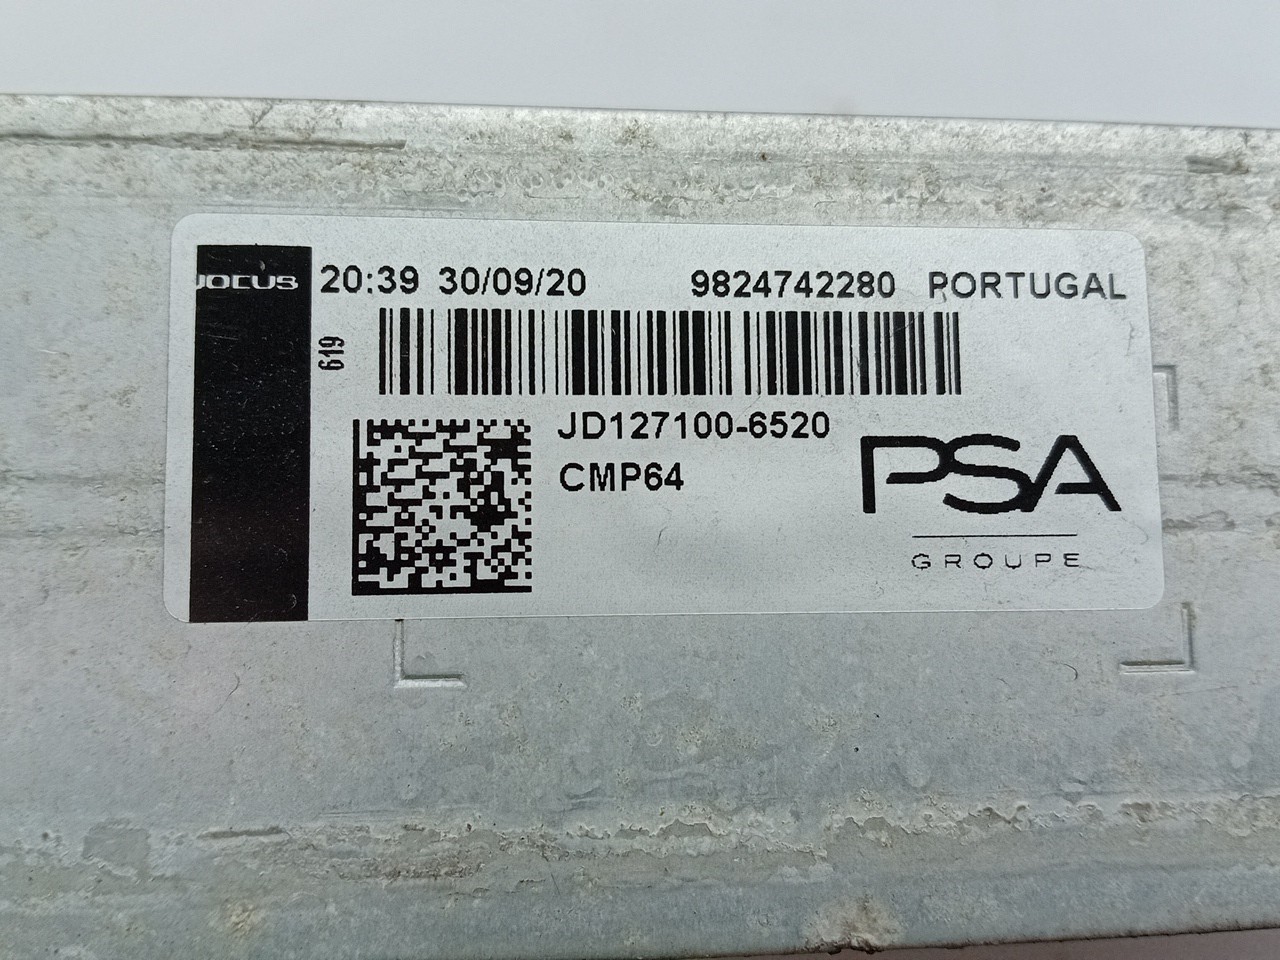 JOCUS 20:39 30/09/20 9824742280 PORTUGAL
619
JD127100-6520
CMP64
PSA
GROUPE